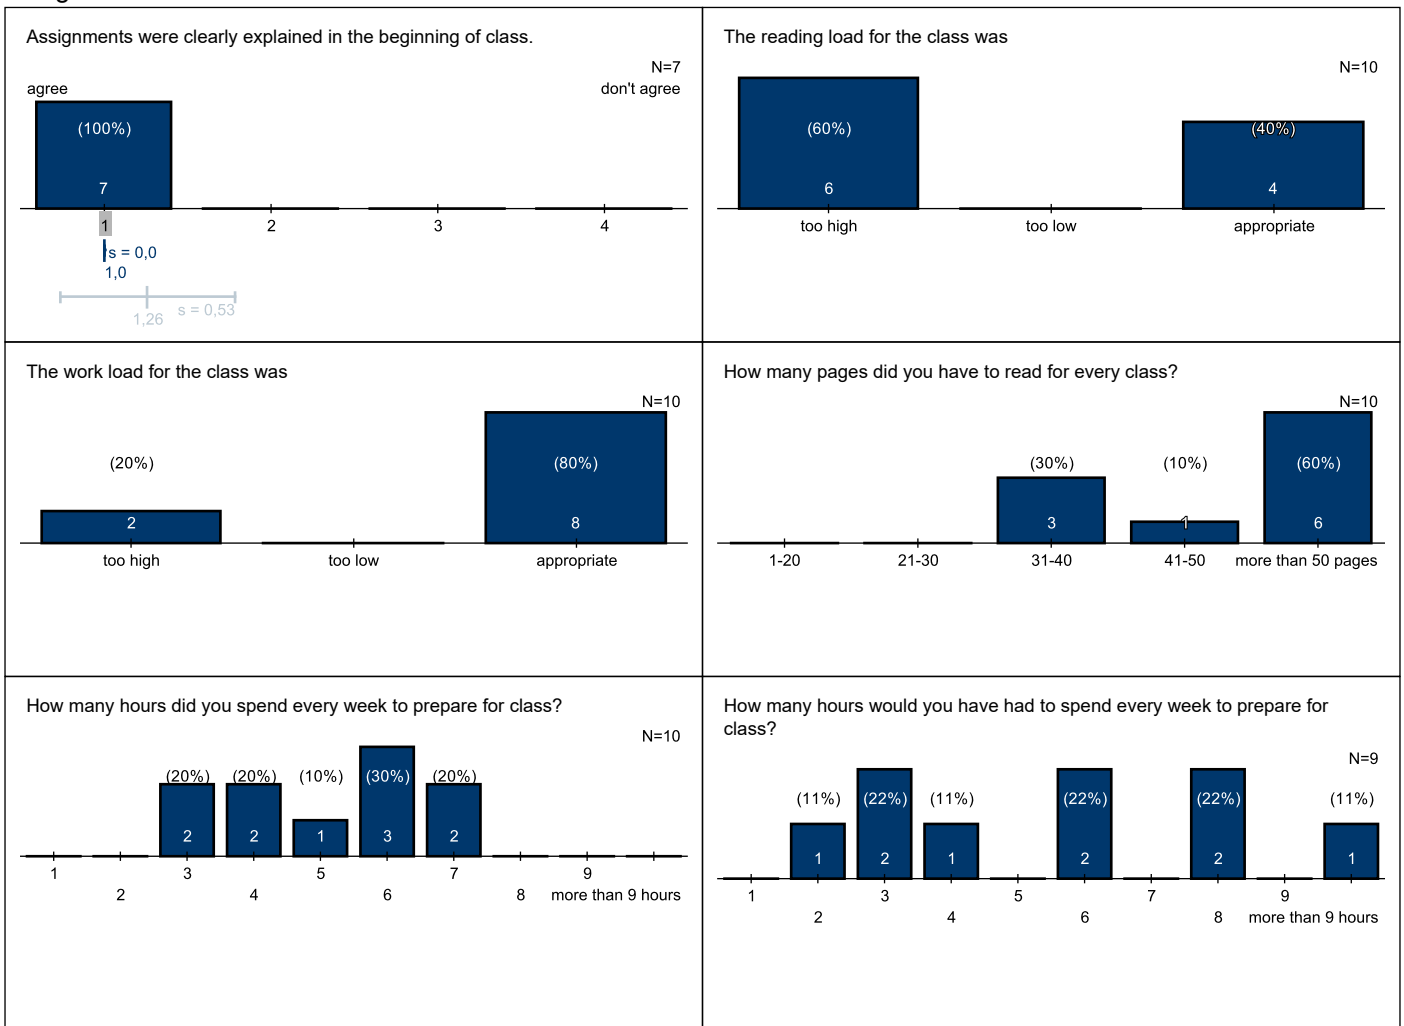 Assignments were clearly explained in the beginning of class.
N=7
agree
don't agree
(100%)
7
1
2
3
4
s = 0,0
1,0
s = 0,53
1,26
The reading load for the class was
N=10
(60%)
(40%)
6
4
too high
too low
appropriate
The work load for the class was
N=10
(20%)
(80%)
2
8
too high
too low
appropriate
How many pages did you have to read for every class?
N=10
(30%)
(10%)
(60%)
3
1
6
1-20
21-30
31-40
41-50
more than 50 pages
How many hours did you spend every week to prepare for class?
N=10
(20%)
(20%)
(10%)
(30%)
(20%)
2
2
1
3
2
1
3
5
7
9
2
4
6
8
more than 9 hours
How many hours would you have had to spend every week to prepare for
class?
N=9
(11%)
(22%)
(11%)
(22%)
(22%)
(11%)
1
2
1
2
2
1
1
3
5
7
9
2
4
6
8
more than 9 hours